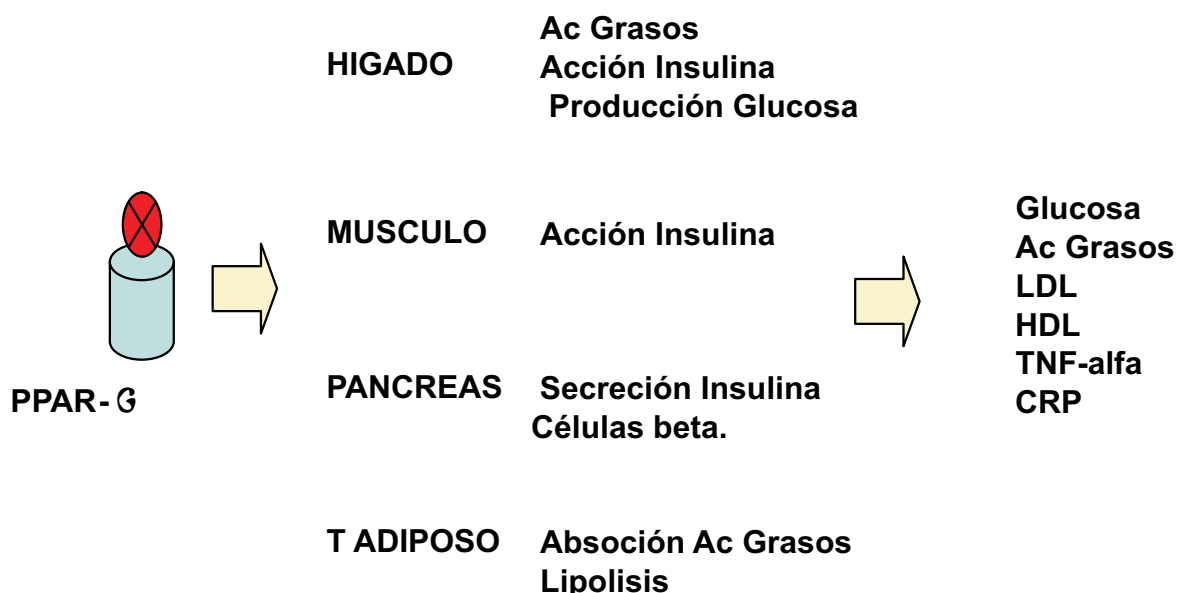 Ac Grasos
HIGADO Acción Insulina
Producción Glucosa
MUSCULO Acción Insulina
PPAR-
PANCREAS Secreción Insulina
Células beta.
T ADIPOSO Absoción Ac Grasos
Lipolisis
Glucosa
Ac Grasos
LDL
HDL
TNF-alfa
CRP